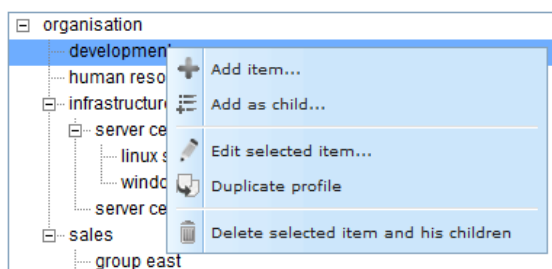 organisation
development
human reso
infrastructure
server ce
linux s
windo
server ce
sales
group east
Add item...
Add as child...
Edit selected item...
Duplicate profile
Delete selected item and his children